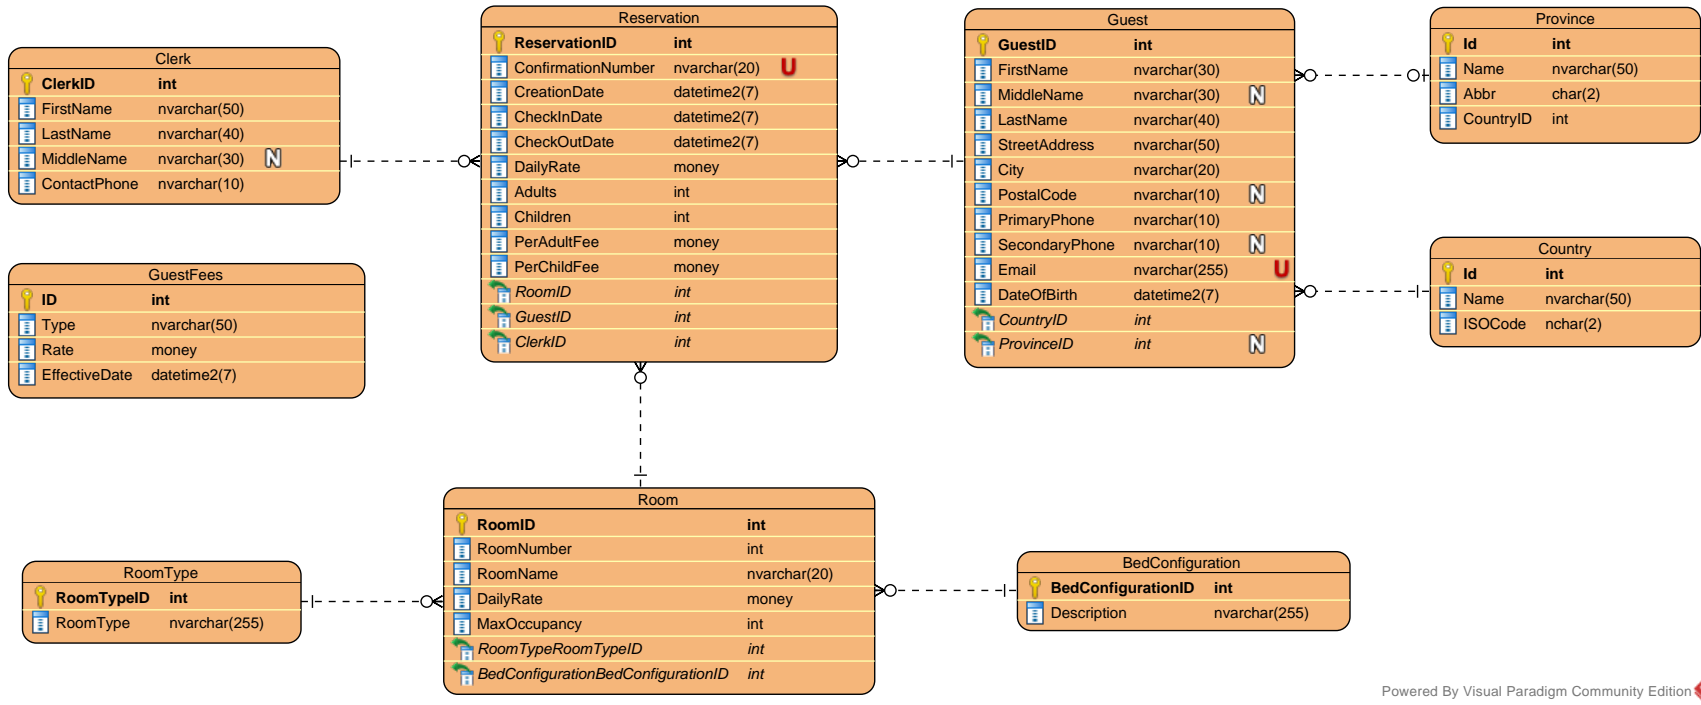 Clerk
ClerkID int
FirstName nvarchar(50)
LastName nvarchar(40)
MiddleName nvarchar(30) N
ContactPhone nvarchar(10)
GuestFees
ID int
Type nvarchar(50)
Rate money
EffectiveDate datetime2(7)
Reservation
ReservationID int
ConfirmationNumber nvarchar(20) U
CreationDate datetime2(7)
CheckInDate datetime2(7)
CheckOutDate datetime2(7)
DailyRate money
Adults int
Children int
PerAdultFee money
PerChildFee money
RoomID int
GuestID int
ClerkID int
Guest
GuestID int
FirstName nvarchar(30)
MiddleName nvarchar(30) N
LastName nvarchar(40)
StreetAddress nvarchar(50)
City nvarchar(20)
PostalCode nvarchar(10) N
PrimaryPhone nvarchar(10)
SecondaryPhone nvarchar(10) N
Email nvarchar(255) U
DateOfBirth datetime2(7)
CountryID int
ProvinceID int N
Province
Id int
Name nvarchar(50)
Abbr char(2)
CountryID int
Country
Id int
Name nvarchar(50)
ISOCode nchar(2)
RoomType
RoomTypeID int
RoomType nvarchar(255)
Room
RoomID int
RoomNumber int
RoomName nvarchar(20)
DailyRate money
MaxOccupancy int
RoomTypeRoomTypeID int
BedConfigurationBedConfigurationID int
BedConfiguration
BedConfigurationID int
Description nvarchar(255)
Powered By Visual Paradigm Community Edition